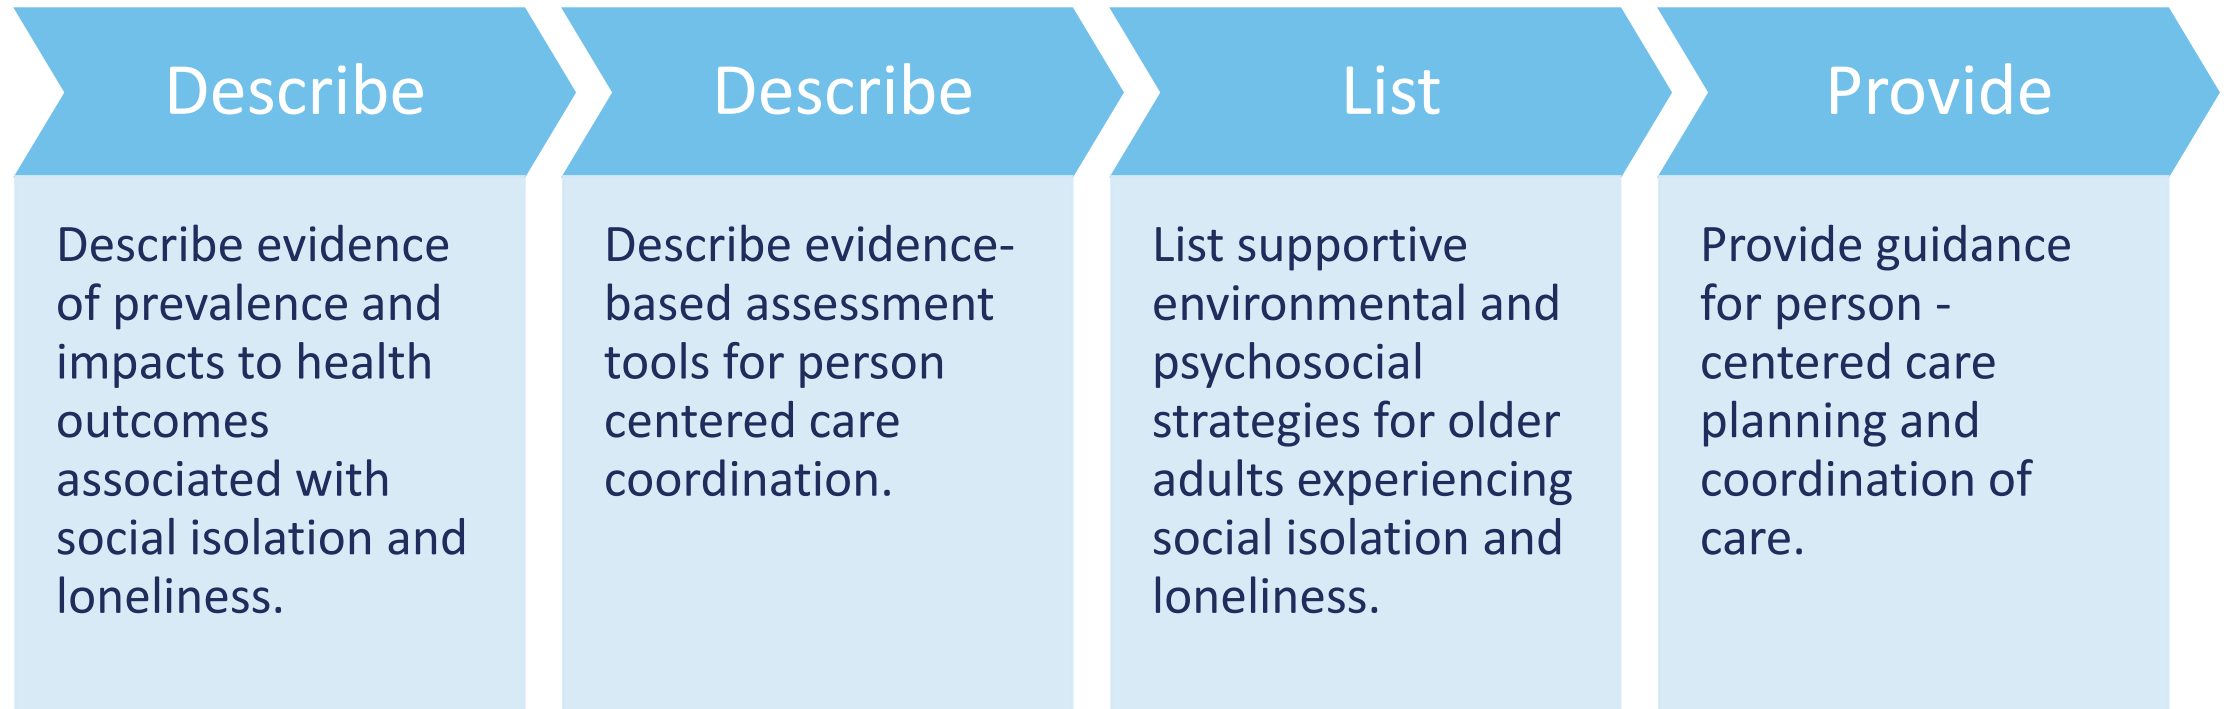 Describe
Describe evidence
of prevalence and
impacts to health
outcomes
associated with
social isolation and
loneliness.
Describe
Describe evidence-
based assessment
tools for person
centered care
coordination.
List
List supportive
environmental and
psychosocial
strategies for older
adults experiencing
social isolation and
loneliness.
Provide
Provide guidance
for person -
centered care
planning and
coordination of
care.